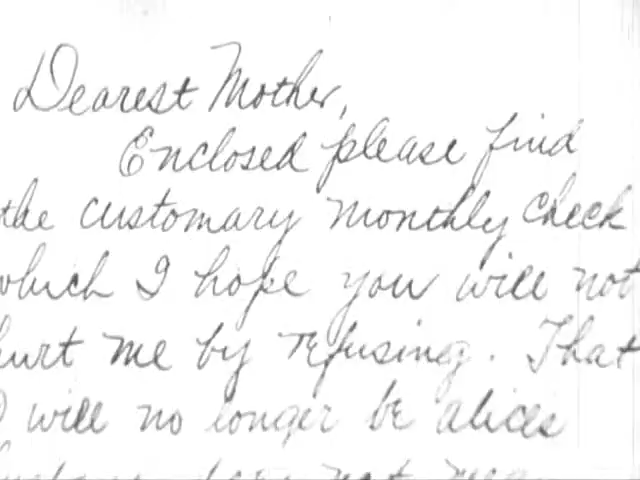 Dearest Mother,
Enclosed please find
the customary monthly check
which I hope you will not
hurt me by refusing. That
I will no longer be alices